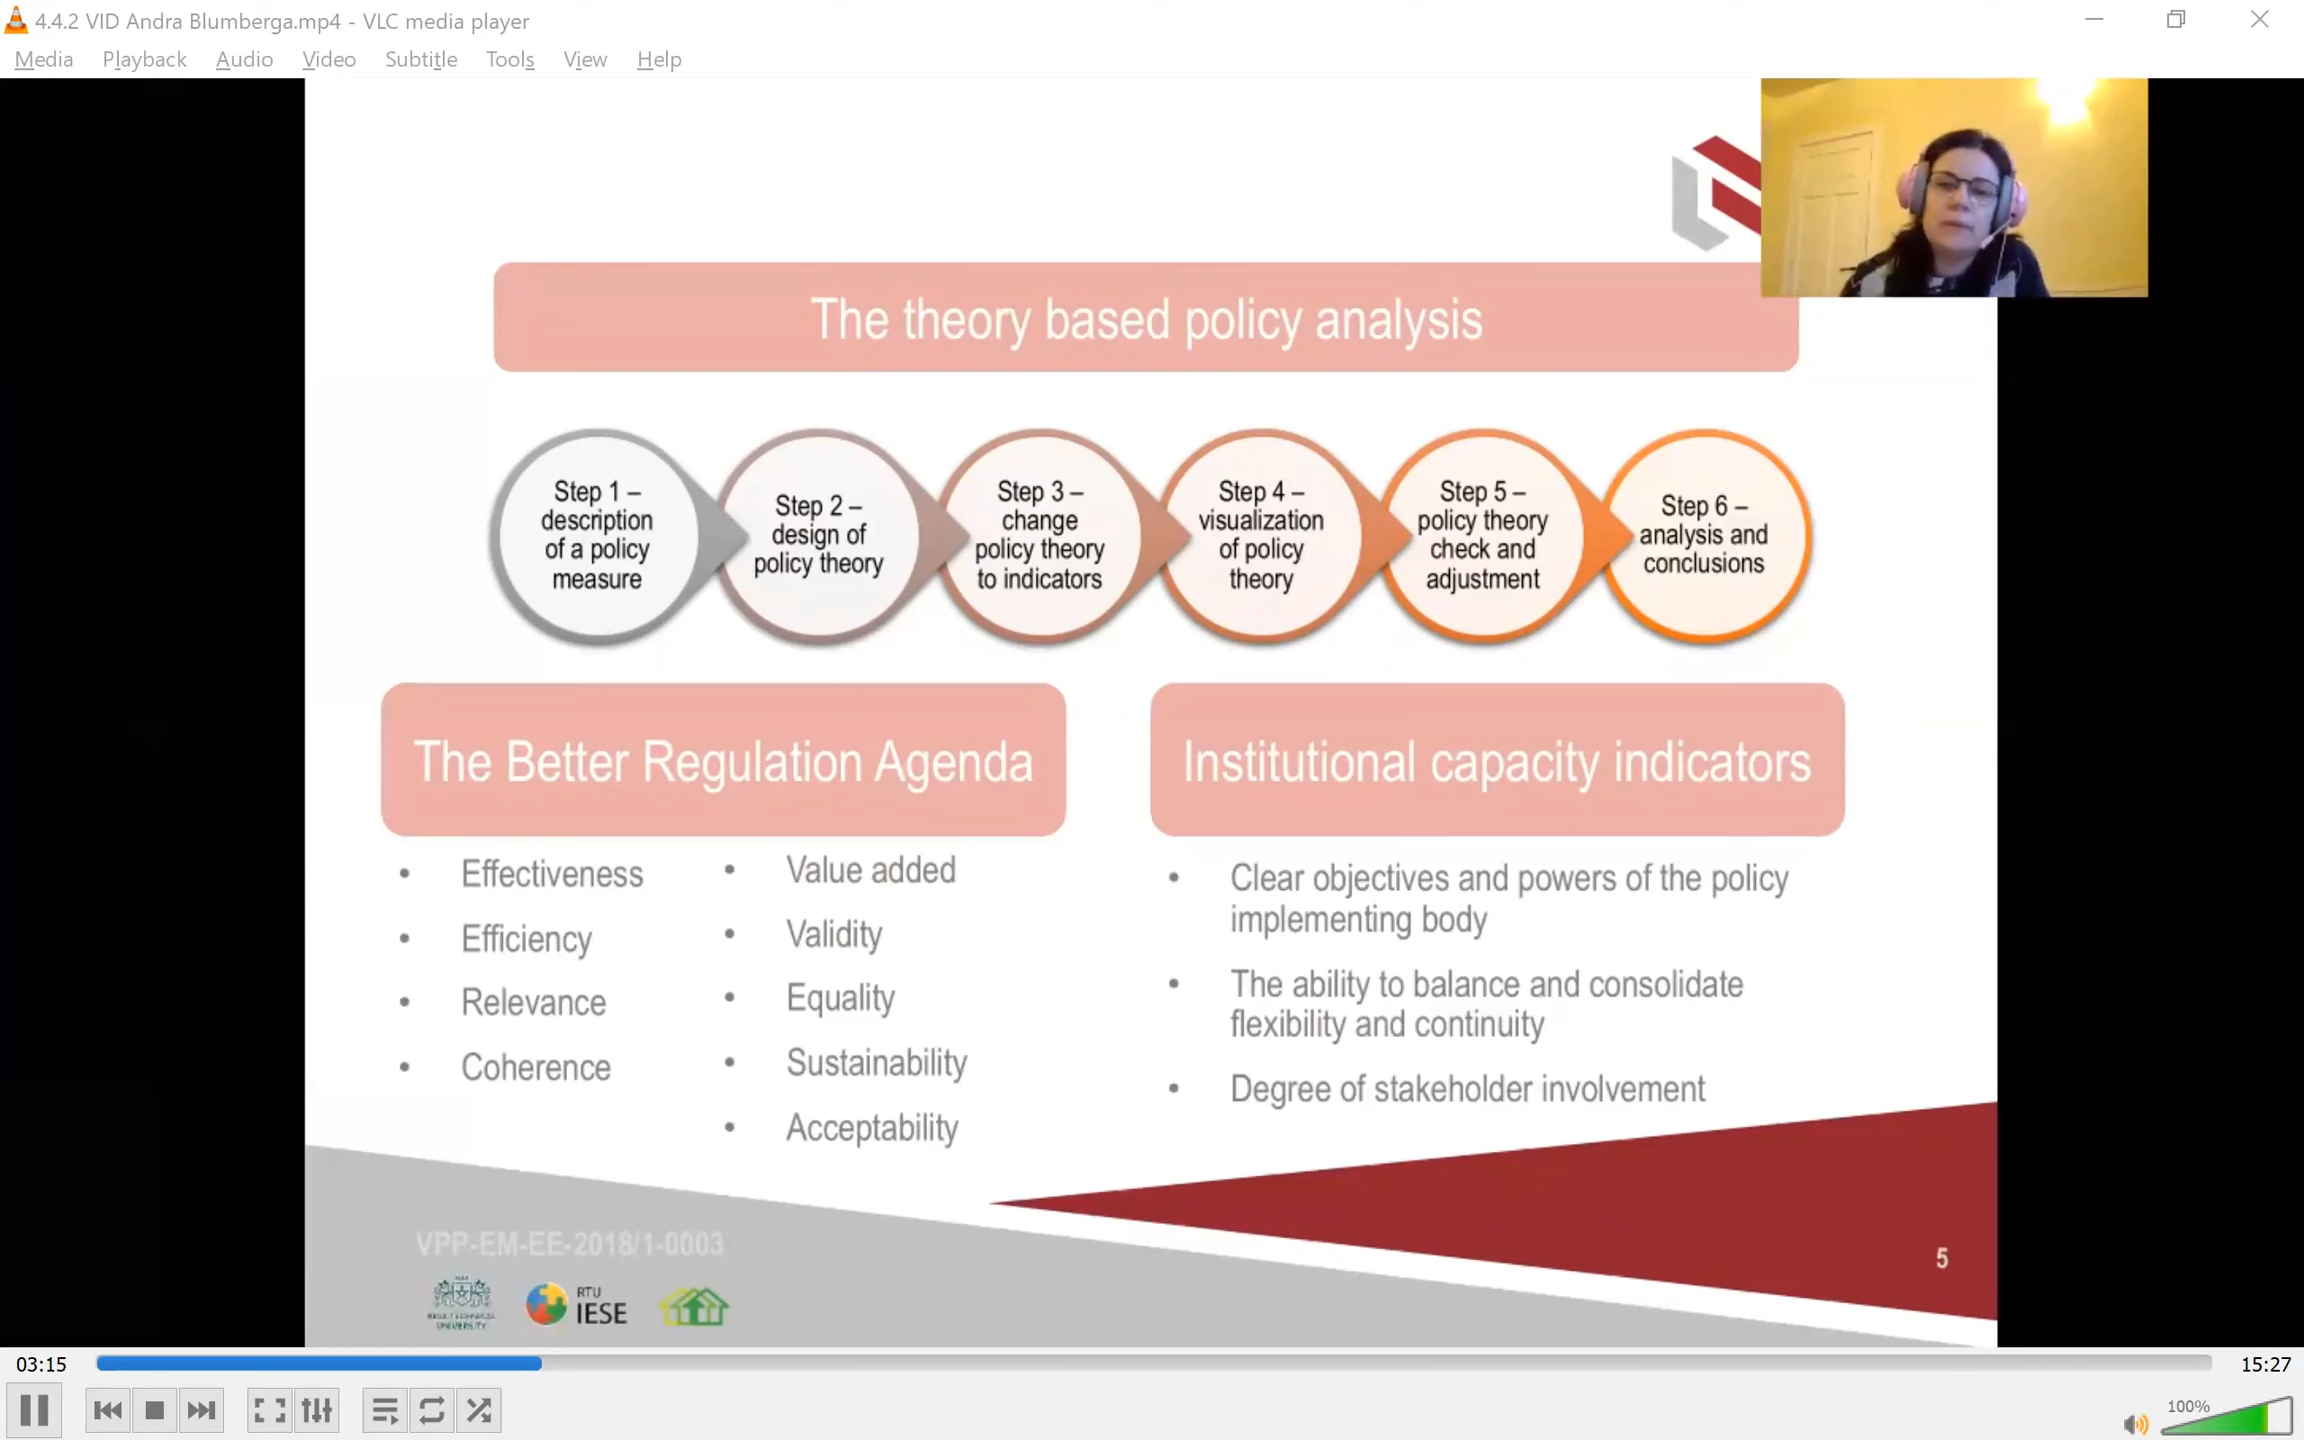 4.4.2 VID Andra Blumberga.mp4 - VLC media player
Media Playback Audio Video Subtitle Tools View Help
The theory based policy analysis
Step 1 –
description
of a policy
measure
Step 2 –
design of
policy theory
Step 3 –
change
policy theory
to indicators
Step 4 –
visualization
of policy
theory
Step 5 –
policy theory
check and
adjustment
Step 6 –
analysis and
conclusions
The Better Regulation Agenda
• Effectiveness
• Efficiency
• Relevance
• Coherence
• Value added
• Validity
• Equality
• Sustainability
• Acceptability
Institutional capacity indicators
• Clear objectives and powers of the policy
implementing body
• The ability to balance and consolidate
flexibility and continuity
• Degree of stakeholder involvement
VPP-EM-EE-2018/1-0003
TECHNICAL
UNIVERSITY
RTU
IESE
5
03:15
15:27
100%